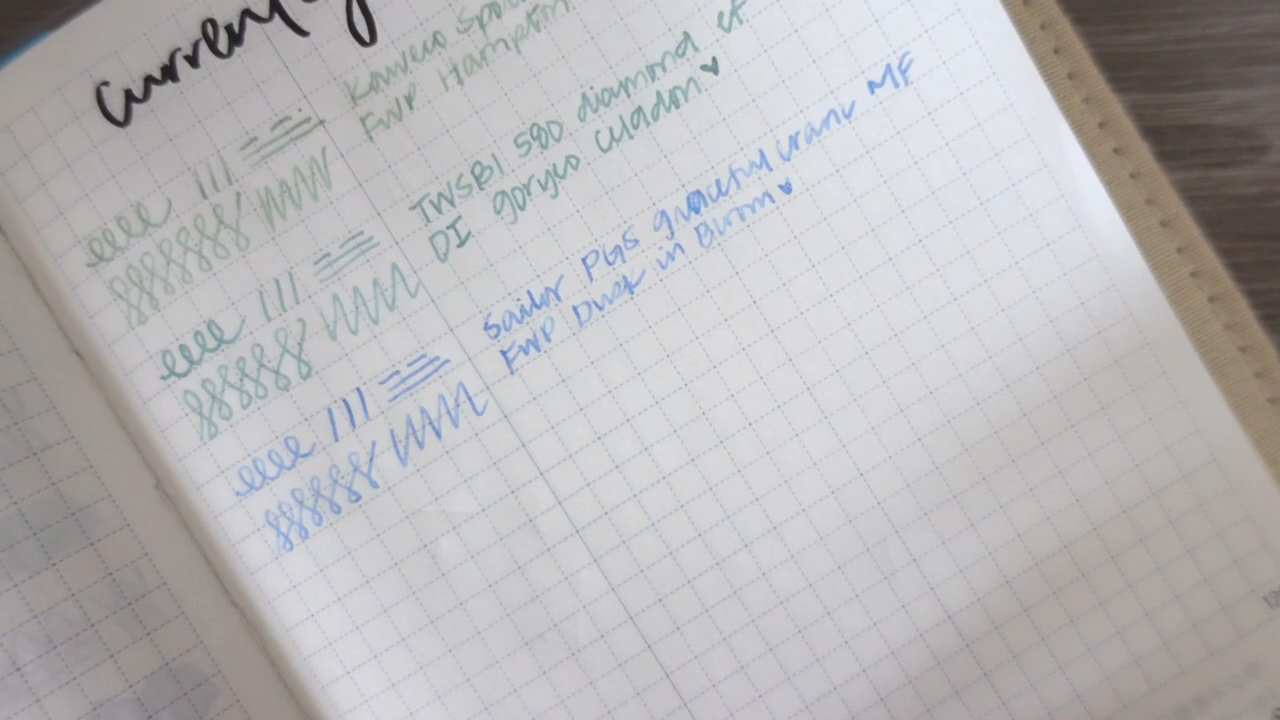 Currently
Kaweco Sport
FWP Hampton
TWSBI 580 diamond ef
DI goryeo celadon
Sailor PGS graceful crane MF
FWP Dusk in Bloom